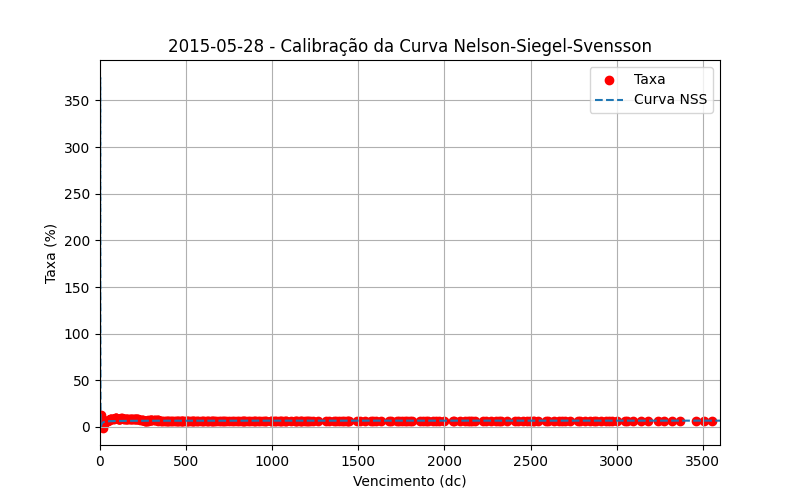 2015-05-28 - Calibração da Curva Nelson-Siegel-Svensson
Taxa
Curva NSS
Taxa (%)
350
300
250
200
150
100
50
0
0 500 1000 1500 2000 2500 3000 3500
Vencimento (dc)